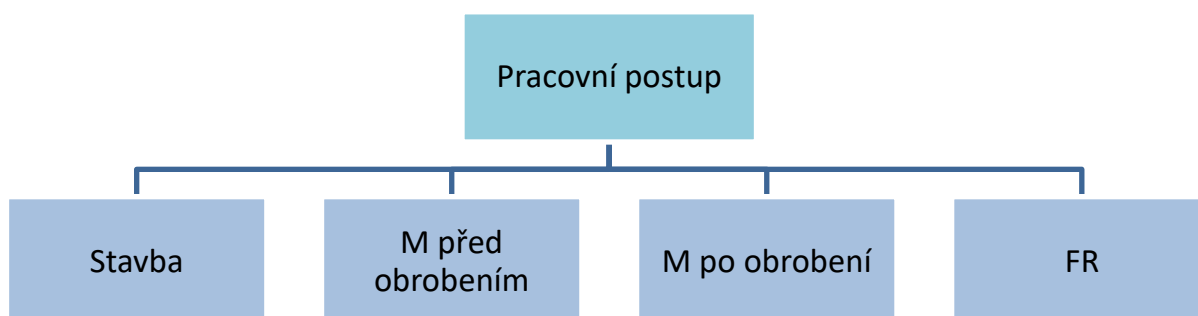 Pracovní postup
Stavba
M před
obrobením
M po obrobení
FR